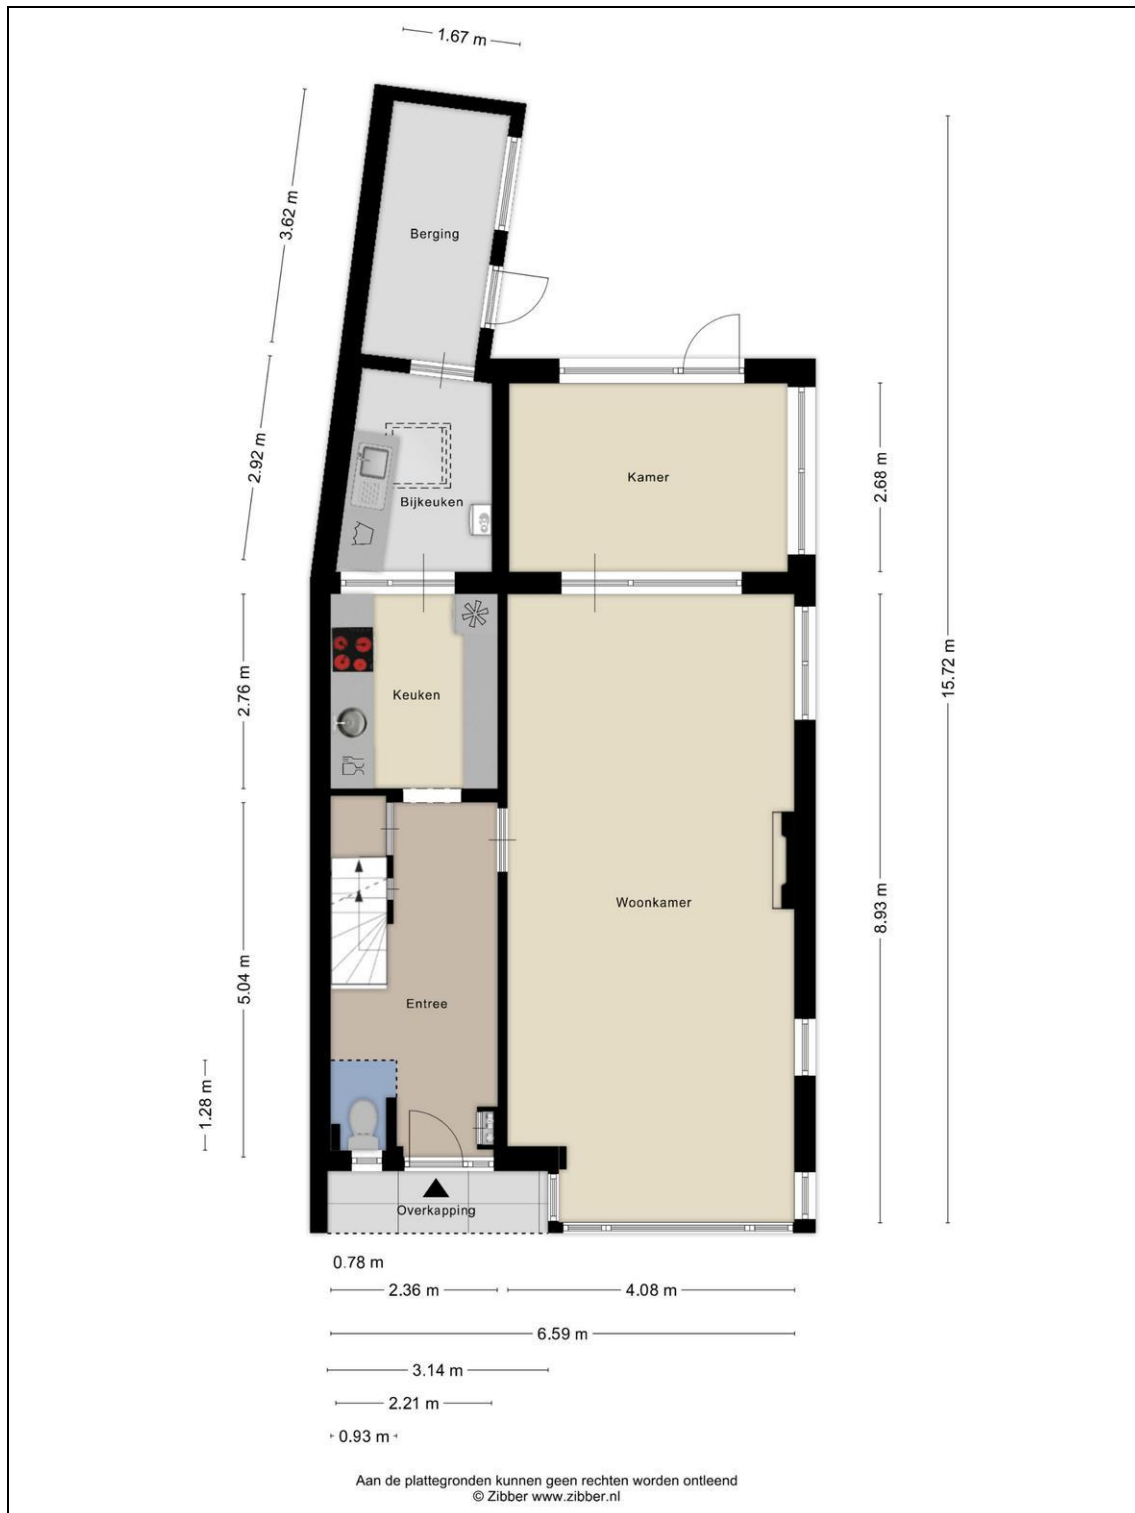 1.67 m
3.62 m
Berging
2.92 m
Bijkeuken
Kamer
2.68 m
15.72 m
2.76 m
Keuken
Woonkamer
8.93 m
5.04 m
Entree
1.28 m
Overkapping
0.78 m
2.36 m
4.08 m
6.59 m
3.14 m
2.21 m
0.93 m
Aan de plattegronden kunnen geen rechten worden ontleend
© Zibber www.zibber.nl